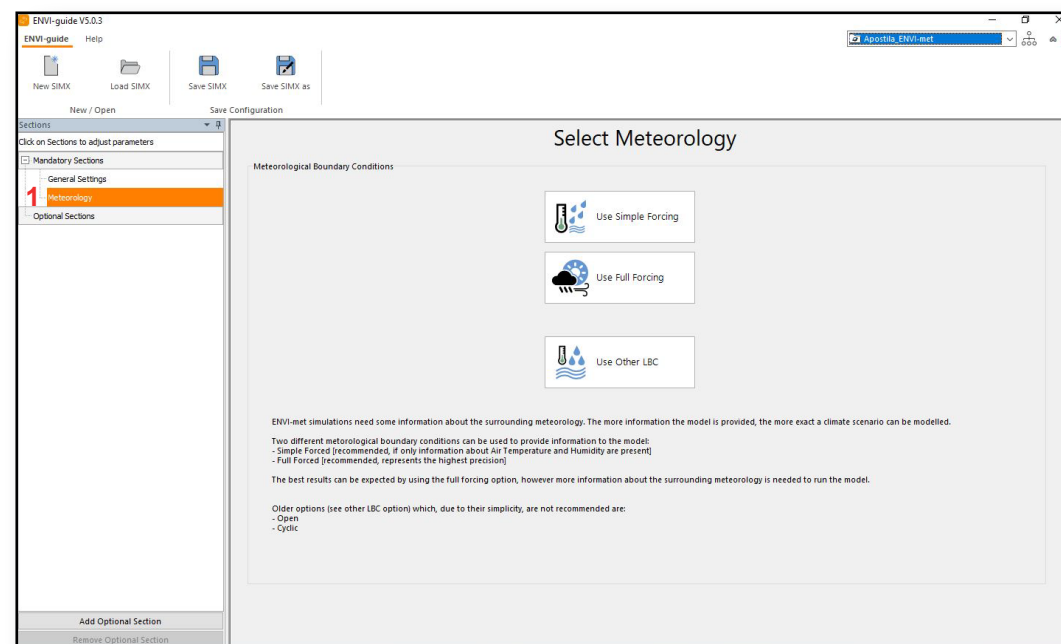 ENVI-guide V5.0.3
ENVI-guide Help
Apostila_ENVI-met
New SIMX Load SIMX Save SIMX Save SIMX as
New / Open Save Configuration
Sections
Click on Sections to adjust parameters
Mandatory Sections
General Settings
1 Meteorology
Optional Sections
Select Meteorology
Meteorological Boundary Conditions
Use Simple Forcing
Use Full Forcing
Use Other LBC
ENVI-met simulations need some information about the surrounding meteorology. The more information the model is provided, the more exact a climate scenario can be modelled.
Two different metorological boundary conditions can be used to provide information to the model:
- Simple Forced [recommended, if only information about Air Temperature and Humidity are present]
- Full Forced [recommended, represents the highest precision]
The best results can be expected by using the full forcing option, however more information about the surrounding meteorology is needed to run the model.
Older options (see other LBC option) which, due to their simplicity, are not recommended are:
- Open
- Cyclic
Add Optional Section
Remove Optional Section